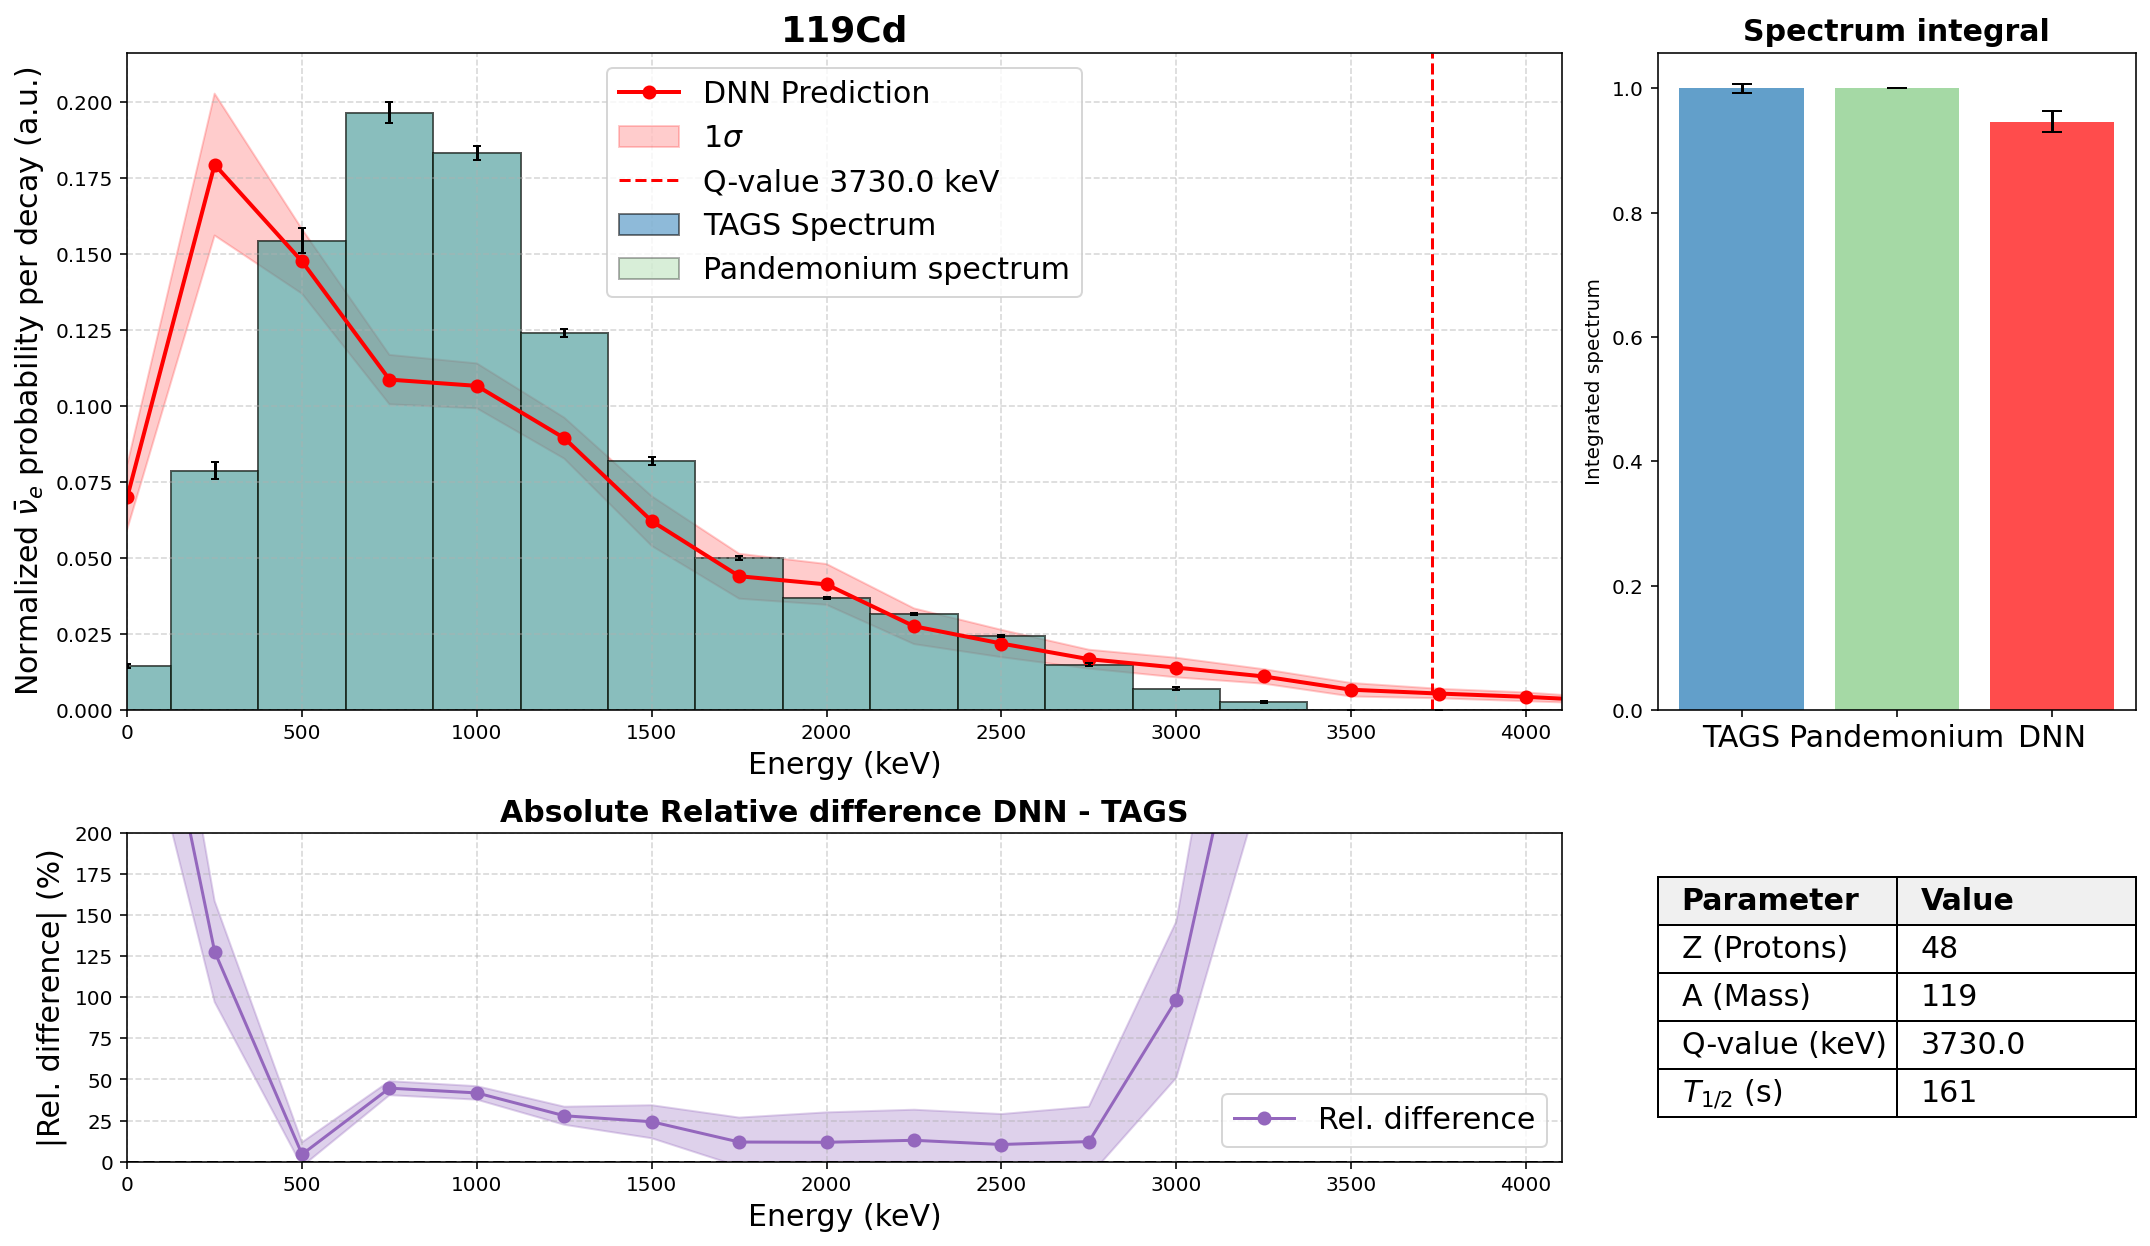 119Cd
Normalized ν̄ₑ probability per decay (a.u.)
0.200
0.175
0.150
0.125
0.100
0.075
0.050
0.025
0.000
DNN Prediction
1σ
Q-value 3730.0 keV
TAGS Spectrum
Pandemonium spectrum
0 500 1000 1500 2000 2500 3000 3500 4000
Energy (keV)
Spectrum integral
Integrated spectrum
1.0
0.8
0.6
0.4
0.2
0.0
TAGS Pandemonium DNN
Absolute Relative difference DNN - TAGS
|Rel. difference| (%)
200
175
150
125
100
75
50
25
0
Rel. difference
0 500 1000 1500 2000 2500 3000 3500 4000
Energy (keV)
Parameter Value
Z (Protons) 48
A (Mass) 119
Q-value (keV) 3730.0
T₁/₂ (s) 161